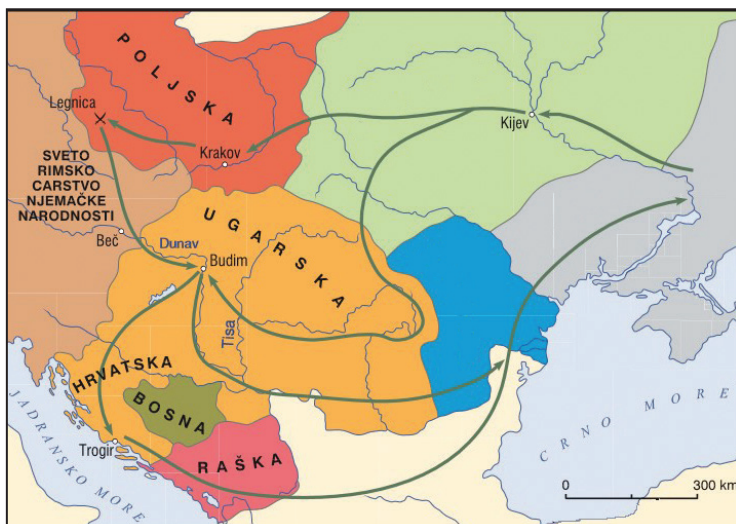 POLJSKA
Legnica
Kijev
Krakov
SVETO
RIMSKO
CARSTVO
NJEMAČKE
NARODNOSTI
UGARSKA
Beč
Dunav
Budim
Tisa
HRVATSKA
BOSNA
Trogir
RAŠKA
JADRANSKO MORE
CRNO MORE
0 300 km